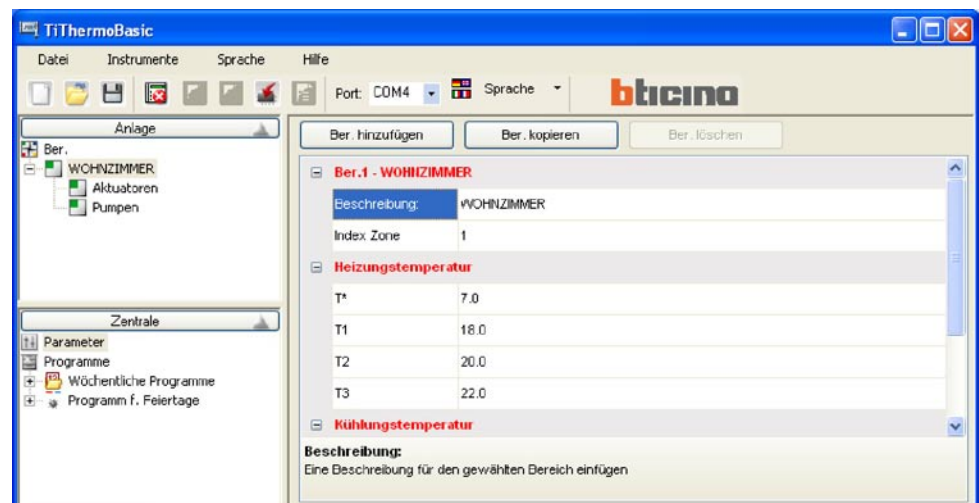 TiThermoBasic
Datei Instrumente Sprache Hilfe
Port: COM4 Sprache bticino
Anlage
Ber.
WOHNZIMMER
Aktuatoren
Pumpen
Zentrale
Parameter
Programme
Wöchentliche Programme
Programm f. Feiertage
Ber. hinzufügen Ber. kopieren Ber. löschen
Ber.1 - WOHNZIMMER
Beschreibung: WOHNZIMMER
Index Zone 1
Heizungstemperatur
T* 7.0
T1 18.0
T2 20.0
T3 22.0
Kühlungstemperatur
Beschreibung:
Eine Beschreibung für den gewählten Bereich einfügen